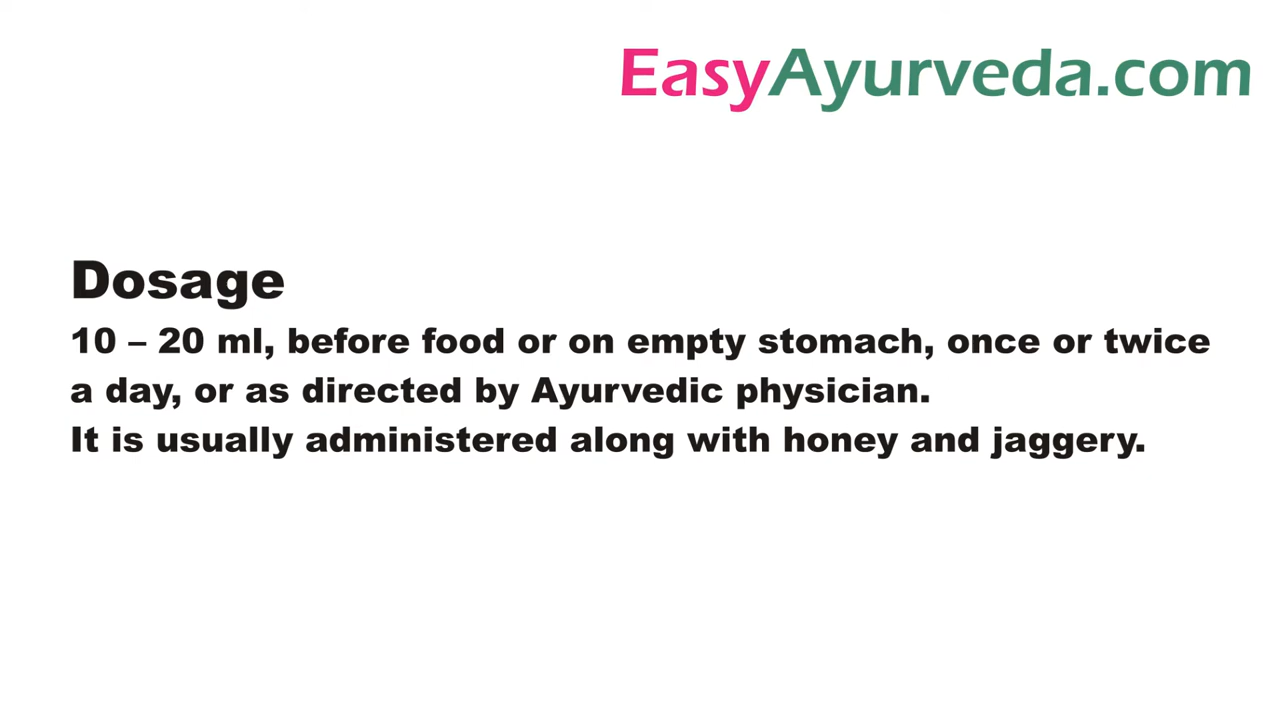 EasyAyurveda.com
Dosage
10 – 20 ml, before food or on empty stomach, once or twice
a day, or as directed by Ayurvedic physician.
It is usually administered along with honey and jaggery.